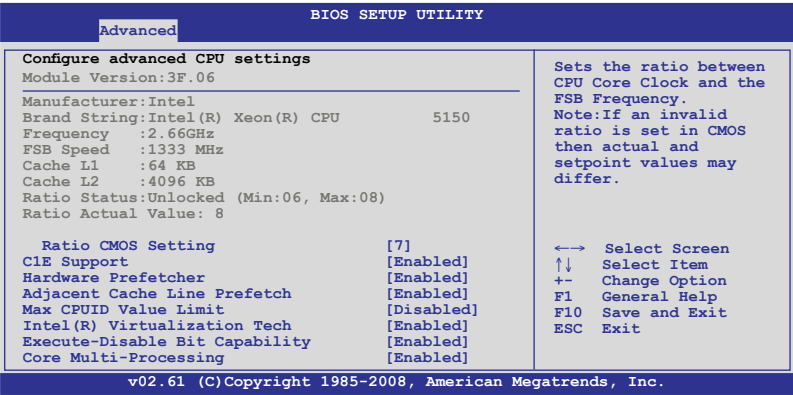 BIOS SETUP UTILITY
Advanced
Configure advanced CPU settings
Module Version:3F.06
Manufacturer:Intel
Brand String:Intel(R) Xeon(R) CPU 5150
Frequency :2.66GHz
FSB Speed :1333 MHz
Cache L1 :64 KB
Cache L2 :4096 KB
Ratio Status:Unlocked (Min:06, Max:08)
Ratio Actual Value: 8
Ratio CMOS Setting [7]
C1E Support [Enabled]
Hardware Prefetcher [Enabled]
Adjacent Cache Line Prefetch [Enabled]
Max CPUID Value Limit [Disabled]
Intel(R) Virtualization Tech [Enabled]
Execute-Disable Bit Capability [Enabled]
Core Multi-Processing [Enabled]
Sets the ratio between
CPU Core Clock and the
FSB Frequency.
Note:If an invalid
ratio is set in CMOS
then actual and
setpoint values may
differ.
←→ Select Screen
↑↓ Select Item
+- Change Option
F1 General Help
F10 Save and Exit
ESC Exit
v02.61 (C)Copyright 1985-2008, American Megatrends, Inc.